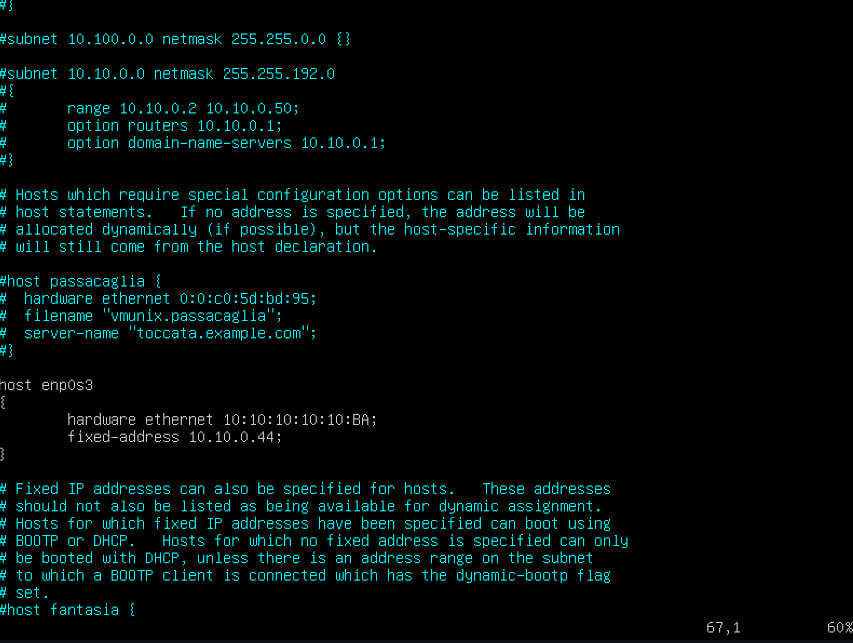 #}
#subnet 10.100.0.0 netmask 255.255.0.0 {}
#subnet 10.10.0.0 netmask 255.255.192.0
#{
#       range 10.10.0.2 10.10.0.50;
#       option routers 10.10.0.1;
#       option domain-name-servers 10.10.0.1;
#}
# Hosts which require special configuration options can be listed in
# host statements.   If no address is specified, the address will be
# allocated dynamically (if possible), but the host-specific information
# will still come from the host declaration.
#host passacaglia {
#  hardware ethernet 0:0:c0:5d:bd:95;
#  filename "vmunix.passacaglia";
#  server-name "toccata.example.com";
#}
host enp0s3
{
        hardware ethernet 10:10:10:10:10:BA;
        fixed-address 10.10.0.44;
}
# Fixed IP addresses can also be specified for hosts.   These addresses
# should not also be listed as being available for dynamic assignment.
# Hosts for which fixed IP addresses have been specified can boot using
# BOOTP or DHCP.   Hosts for which no fixed address is specified can only
# be booted with DHCP, unless there is an address range on the subnet
# to which a BOOTP client is connected which has the dynamic-bootp flag
# set.
#host fantasia {
67,1          60%